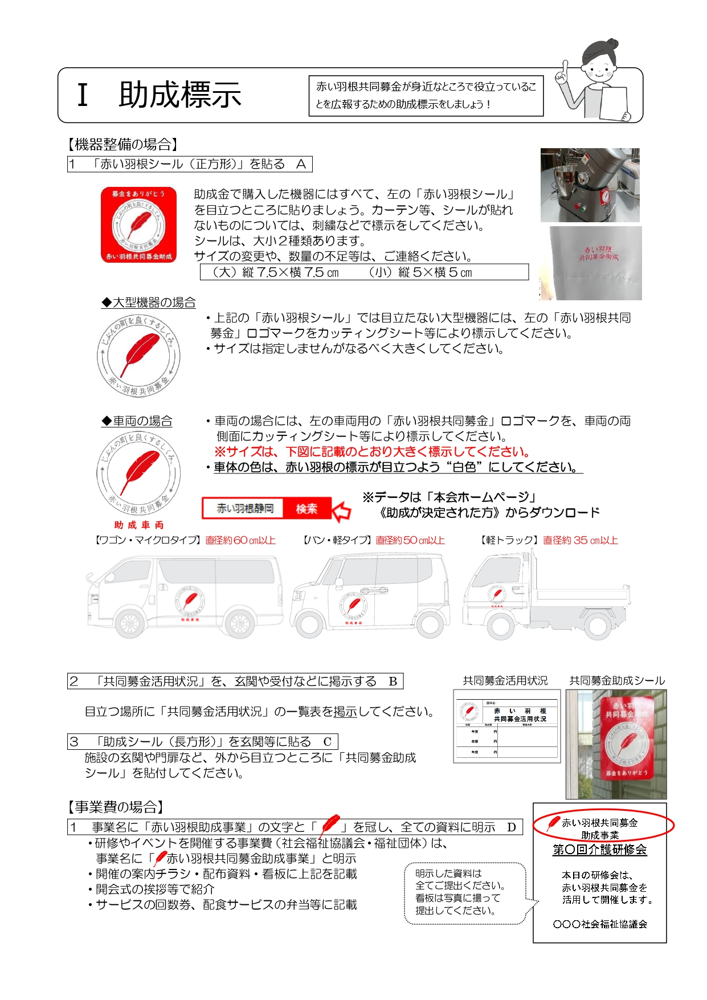 Ⅰ　助成標示
赤い羽根共同募金が身近なところで役立っているこ
とを広報するための助成標示をしましょう！
【機器整備の場合】
1　「赤い羽根シール（正方形）」を貼る　A
募金をありがとう
じぶんの町を良くするしくみ。
赤い羽根共同募金
赤い羽根共同募金助成
助成金で購入した機器にはすべて、左の「赤い羽根シール」
を目立つところに貼りましょう。カーテン等、シールが貼れ
ないものについては、刺繍などで標示をしてください。
シールは、大小２種類あります。
サイズの変更や、数量の不足等は、ご連絡ください。
（大）縦 7.5×横 7.5 ㎝　　（小）縦 5×横 5 ㎝
赤い羽根
共同募金助成
◆大型機器の場合
じぶんの町を良くするしくみ。
赤い羽根共同募金
・上記の「赤い羽根シール」では目立たない大型機器には、左の「赤い羽根共同
募金」ロゴマークをカッティングシート等により標示してください。
・サイズは指定しませんがなるべく大きくしてください。
◆車両の場合
じぶんの町を良くするしくみ。
赤い羽根共同募金
助成車両
・車両の場合には、左の車両用の「赤い羽根共同募金」ロゴマークを、車両の両
側面にカッティングシート等により標示してください。
※サイズは、下図に記載のとおり大きく標示してください。
・車体の色は、赤い羽根の標示が目立つよう“白色”にしてください。
赤い羽根静岡　検索
※データは「本会ホームページ」
《助成が決定された方》からダウンロード
【ワゴン・マイクロタイプ】直径約60㎝以上
【バン・軽タイプ】直径約50㎝以上
【軽トラック】直径約 35 ㎝以上
助成車両
助成車両
助成車両
2　「共同募金活用状況」を、玄関や受付などに掲示する　B
目立つ場所に「共同募金活用状況」の一覧表を掲示してください。
共同募金活用状況
団体名:
赤い羽根
共同募金活用状況
年度　円
年度　円
年度　円
共同募金助成シール
赤い羽根
共同募金助成
募金をありがとう
3　「助成シール（長方形）」を玄関等に貼る　C
施設の玄関や門扉など、外から目立つところに「共同募金助成
シール」を貼付してください。
【事業費の場合】
1　事業名に「赤い羽根助成事業」の文字と「　」を冠し、全ての資料に明示　D
・研修やイベントを開催する事業費（社会福祉協議会・福祉団体）は、
事業名に「赤い羽根共同募金助成事業」と明示
・開催の案内チラシ・配布資料・看板に上記を記載
・開会式の挨拶等で紹介
・サービスの回数券、配食サービスの弁当等に記載
明示した資料は
全てご提出ください。
看板は写真に撮って
提出してください。
赤い羽根共同募金
助成事業
第〇回介護研修会
本日の研修会は、
赤い羽根共同募金を
活用して開催します。
〇〇〇社会福祉協議会